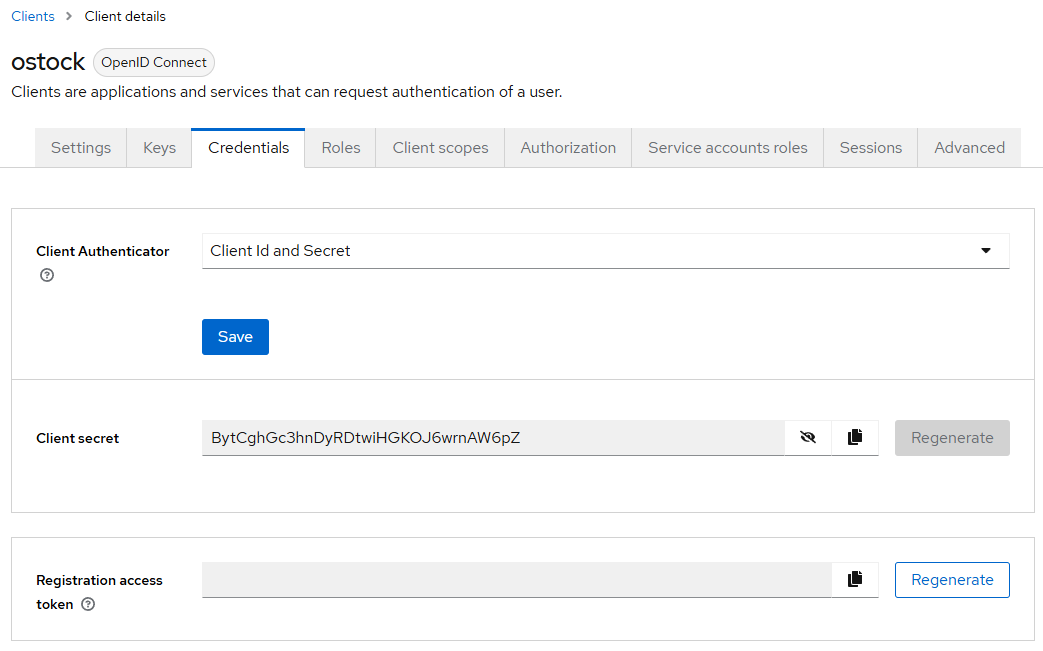 Clients > Client details
ostock OpenID Connect
Clients are applications and services that can request authentication of a user.
Settings Keys Credentials Roles Client scopes Authorization Service accounts roles Sessions Advanced
Client Authenticator Client Id and Secret
Save
Client secret BytCghGc3hnDyRDtwiHGKOJ6wrnAW6pZ Regenerate
Registration access Regenerate
token